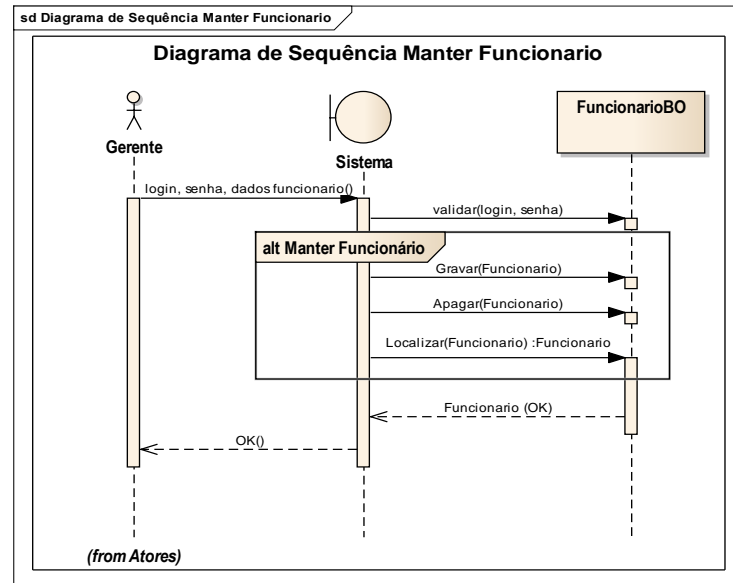 sd Diagrama de Sequência Manter Funcionario
Diagrama de Sequência Manter Funcionario
Gerente
Sistema
FuncionarioBO
login, senha, dados funcionario()
validar(login, senha)
alt Manter Funcionário
Gravar(Funcionario)
Apagar(Funcionario)
Localizar(Funcionario) :Funcionario
Funcionario (OK)
OK()
(from Atores)